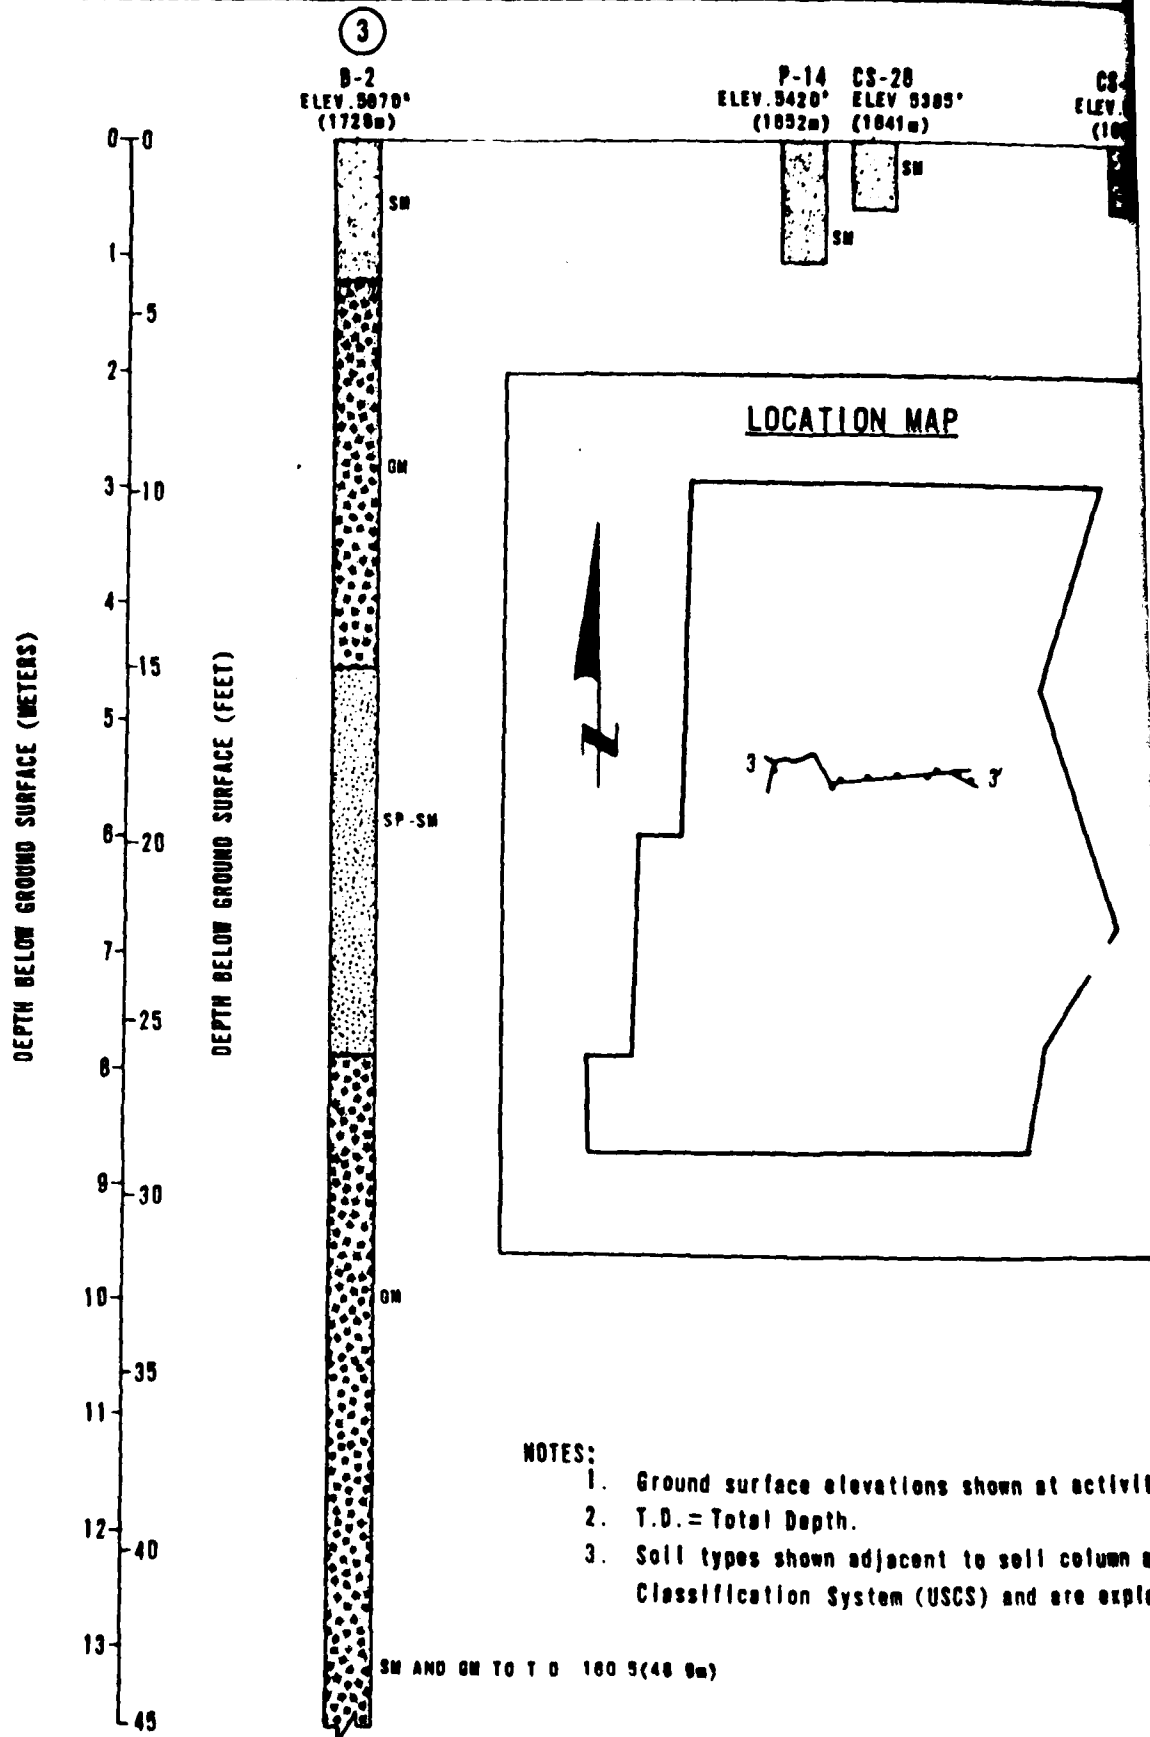 3
B-2
ELEV. 5670'
(1728m)
P-14
ELEV. 5420'
(1652m)
CS-28
ELEV 5385'
(1641m)
CS-
ELEV.
0 0
SM
SM
SM
1
5
2
GM
3 10
4
15
5
SP-SM
6 20
7
25
8
9 30
GM
10
35
11
12
40
13
45
SM AND GM TO T D
DEPTH BELOW GROUND SURFACE (METERS)
DEPTH BELOW GROUND SURFACE (FEET)
LOCATION MAP
N
3
3'
NOTES:
1. Ground surface elevations shown at
2. T.D. = Total Depth.
3. Soil types shown adjacent to soil column
Classification System (USCS) and are